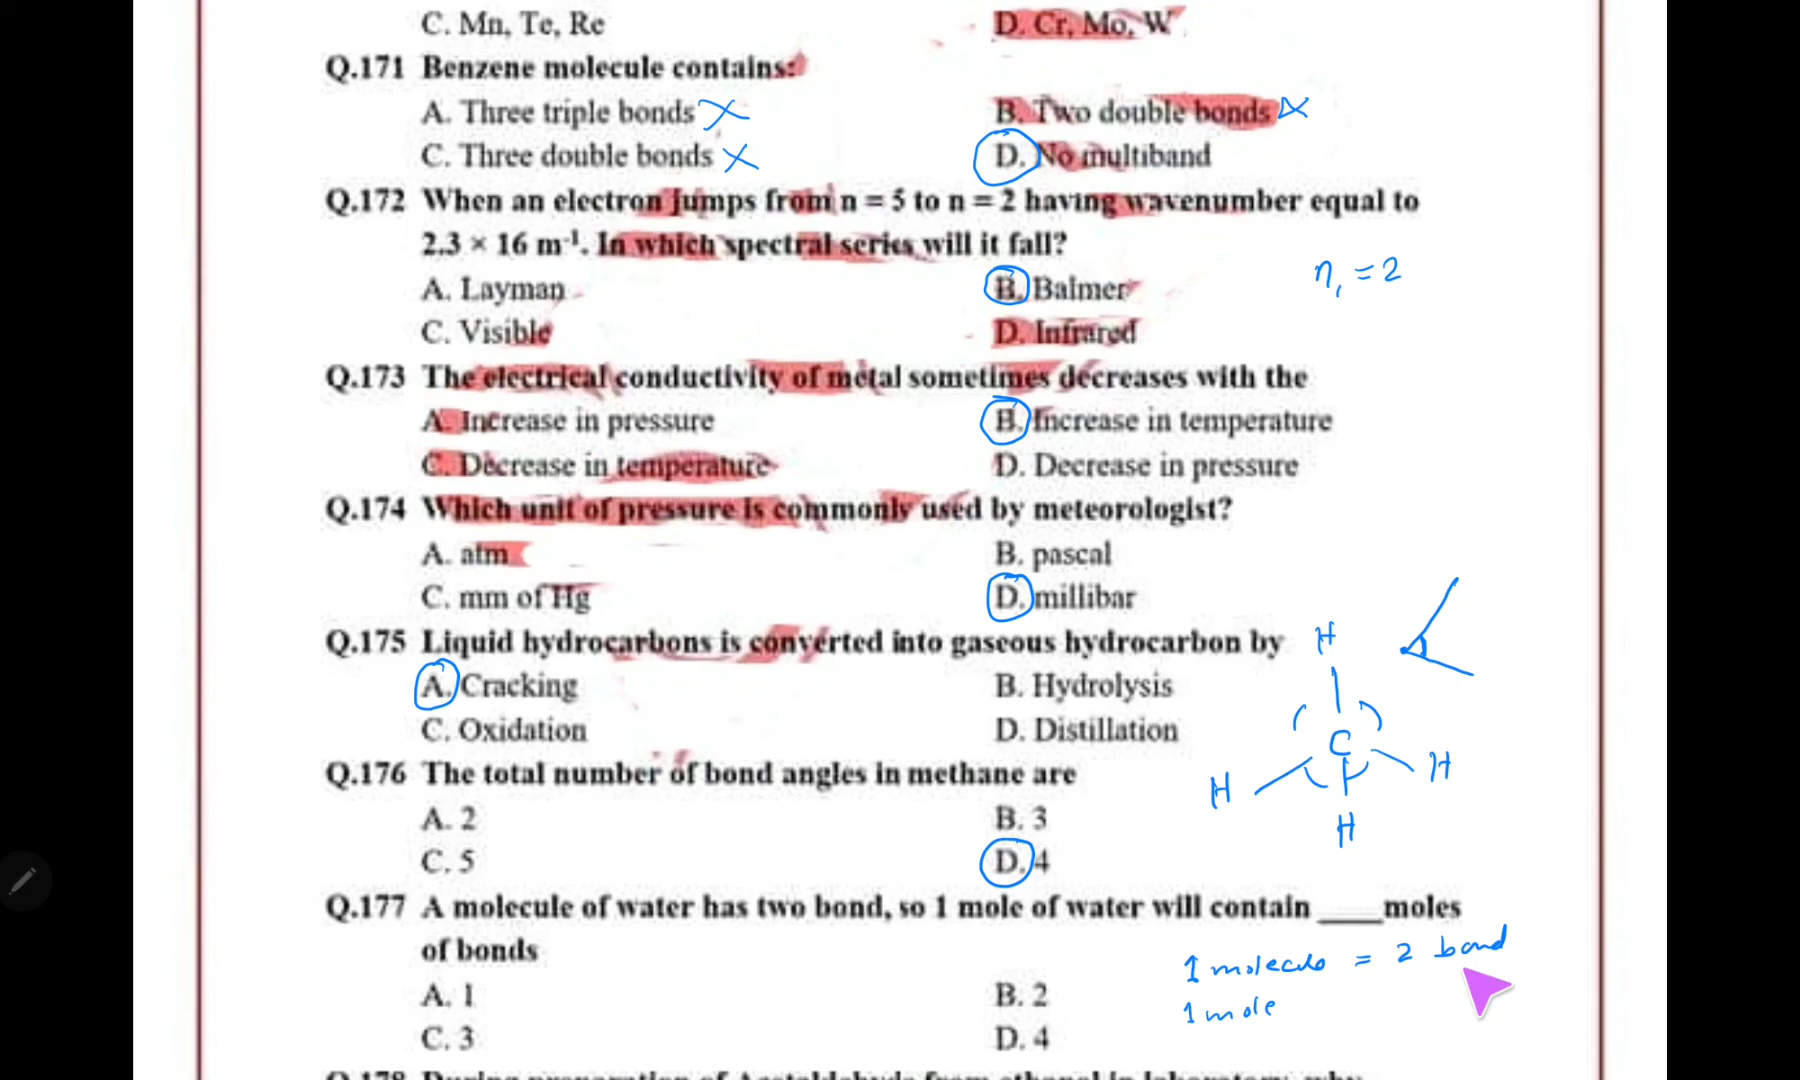 C. Mn, Te, Re D. Cr, Mo, W
Q.171 Benzene molecule contains:
A. Three triple bonds B. Two double bonds
C. Three double bonds D. No multiband
Q.172 When an electron jumps from n = 5 to n = 2 having wavenumber equal to
2.3 × 16 m-1. In which spectral series will it fall?
n1 = 2
A. Layman B. Balmer
C. Visible D. Infrared
Q.173 The electrical conductivity of metal sometimes decreases with the
A. Increase in pressure B. Increase in temperature
C. Decrease in temperature D. Decrease in pressure
Q.174 Which unit of pressure is commonly used by meteorologist?
A. atm B. pascal
C. mm of Hg D. millibar
Q.175 Liquid hydrocarbons is converted into gaseous hydrocarbon by
H
A. Cracking B. Hydrolysis
C. Oxidation D. Distillation
C
H H
Q.176 The total number of bond angles in methane are
A. 2 B. 3
H
C. 5 D. 4
Q.177 A molecule of water has two bond, so 1 mole of water will contain ____moles
of bonds
1 molecule = 2 bond
A. 1 B. 2
1 mole
C. 3 D. 4